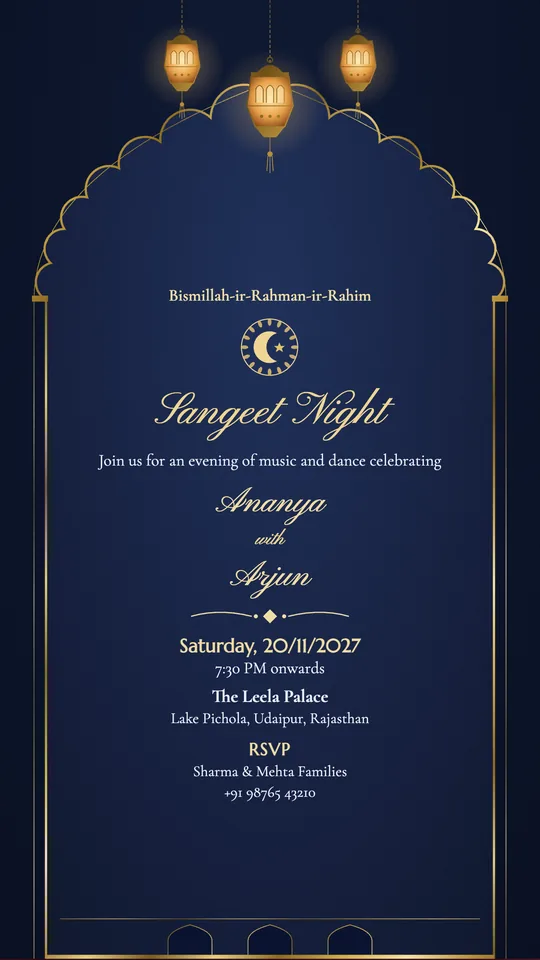 Bismillah-ir-Rahman-ir-Rahim
Sangeet Night
Join us for an evening of music and dance celebrating
Ananya
with
Arjun
Saturday, 20/11/2027
7:30 PM onwards
The Leela Palace
Lake Pichola, Udaipur, Rajasthan
RSVP
Sharma & Mehta Families
+91 98765 43210